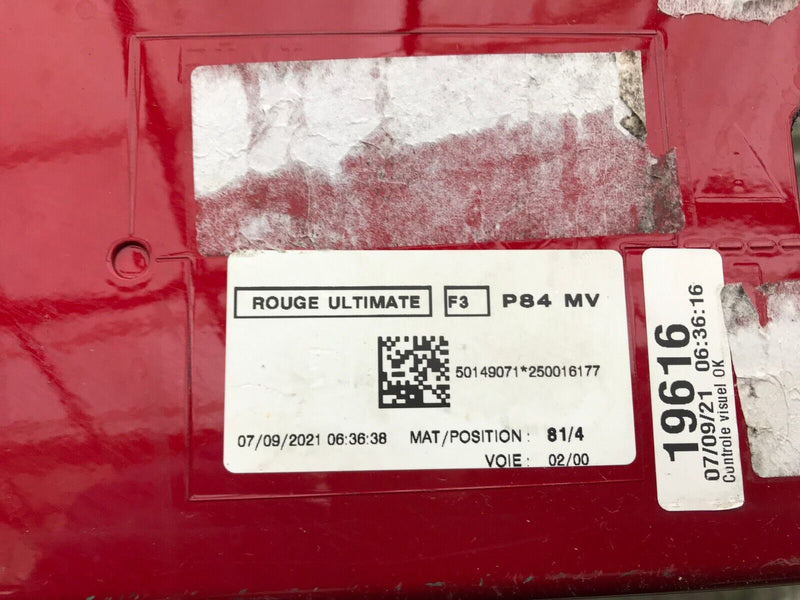 ROUGE ULTIMATE F3 P84 MV
50149071*250016177
07/09/2021 06:36:38 MAT/POSITION: 81/4
VOIE: 02/00
19616
07/09/21 06:36:16
Controle visuel OK